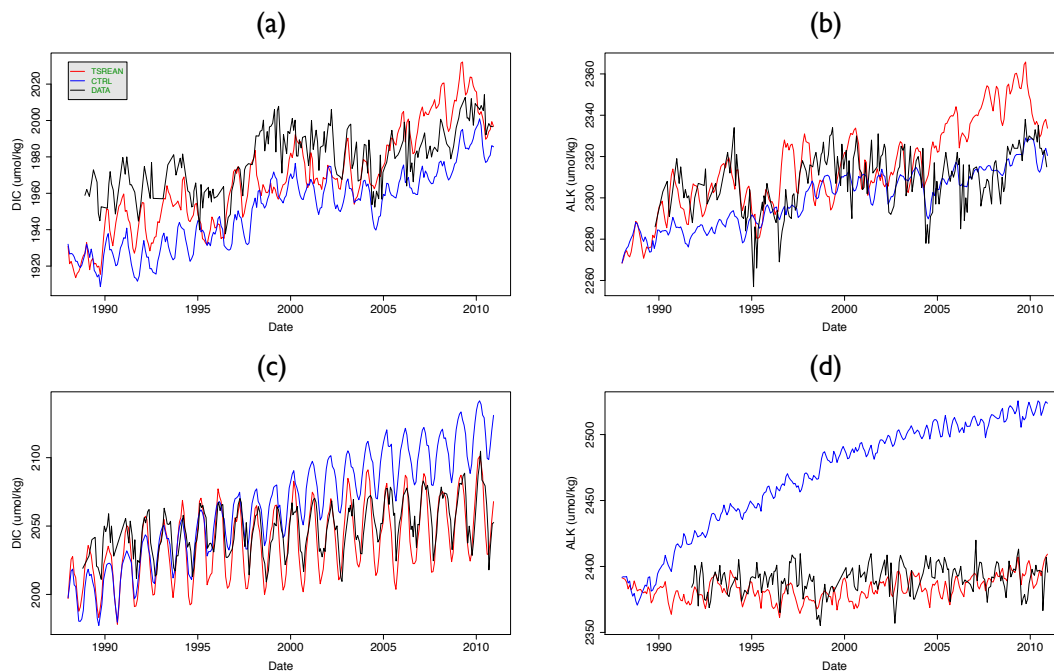 (a)
DIC (umol/kg)
1920 1940 1960 1980 2000 2020
TSREAN
CTRL
DATA
1990 1995 2000 2005 2010
Date
(b)
ALK (umol/kg)
2260 2280 2300 2320 2340 2360
1990 1995 2000 2005 2010
Date
(c)
DIC (umol/kg)
2000 2050 2100
1990 1995 2000 2005 2010
Date
(d)
ALK (umol/kg)
2350 2400 2450 2500
1990 1995 2000 2005 2010
Date